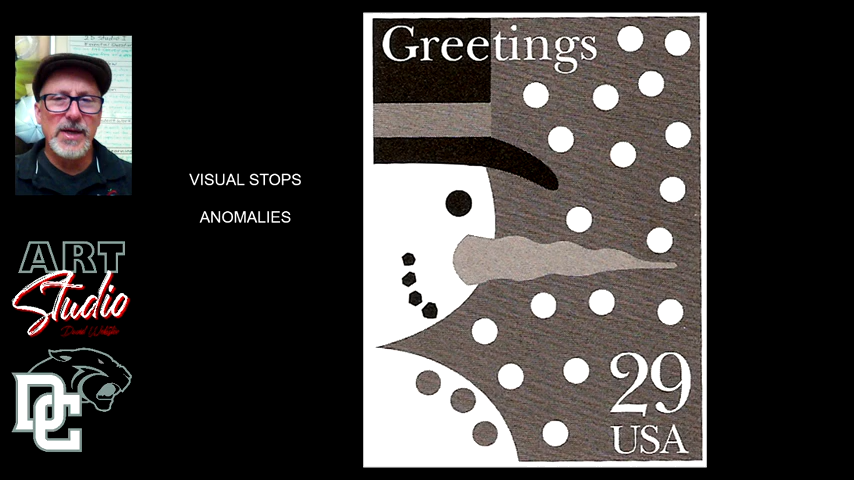 VISUAL STOPS
ANOMALIES
ART
Studio
DC
Greetings
29
USA